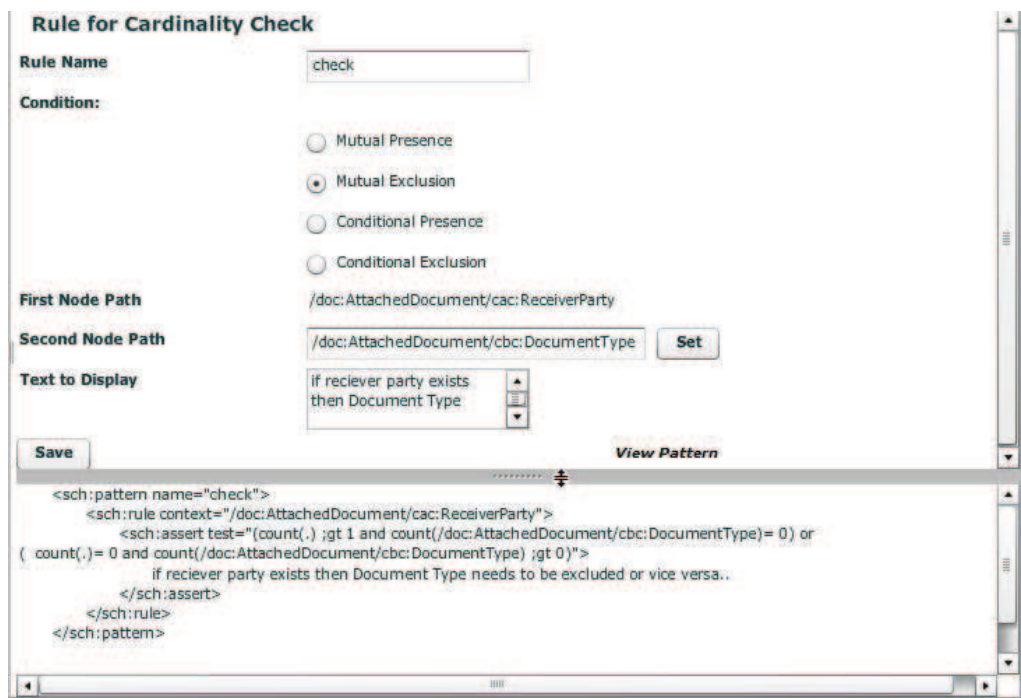 Rule for Cardinality Check
Rule Name
check
Condition:
Mutual Presence
Mutual Exclusion
Conditional Presence
Conditional Exclusion
First Node Path
/doc:AttachedDocument/cac:ReceiverParty
Second Node Path
/doc:AttachedDocument/cbc:DocumentType
Set
Text to Display
if reciever party exists
then Document Type
Save
View Pattern
<sch:pattern name="check">
<sch:rule context="/doc:AttachedDocument/cac:ReceiverParty">
<sch:assert test="(count(.) ;gt 1 and count(/doc:AttachedDocument/cbc:DocumentType)= 0) or
( count(.)= 0 and count(/doc:AttachedDocument/cbc:DocumentType) ;gt 0)">
if reciever party exists then Document Type needs to be excluded or vice versa..
</sch:assert>
</sch:rule>
</sch:pattern>